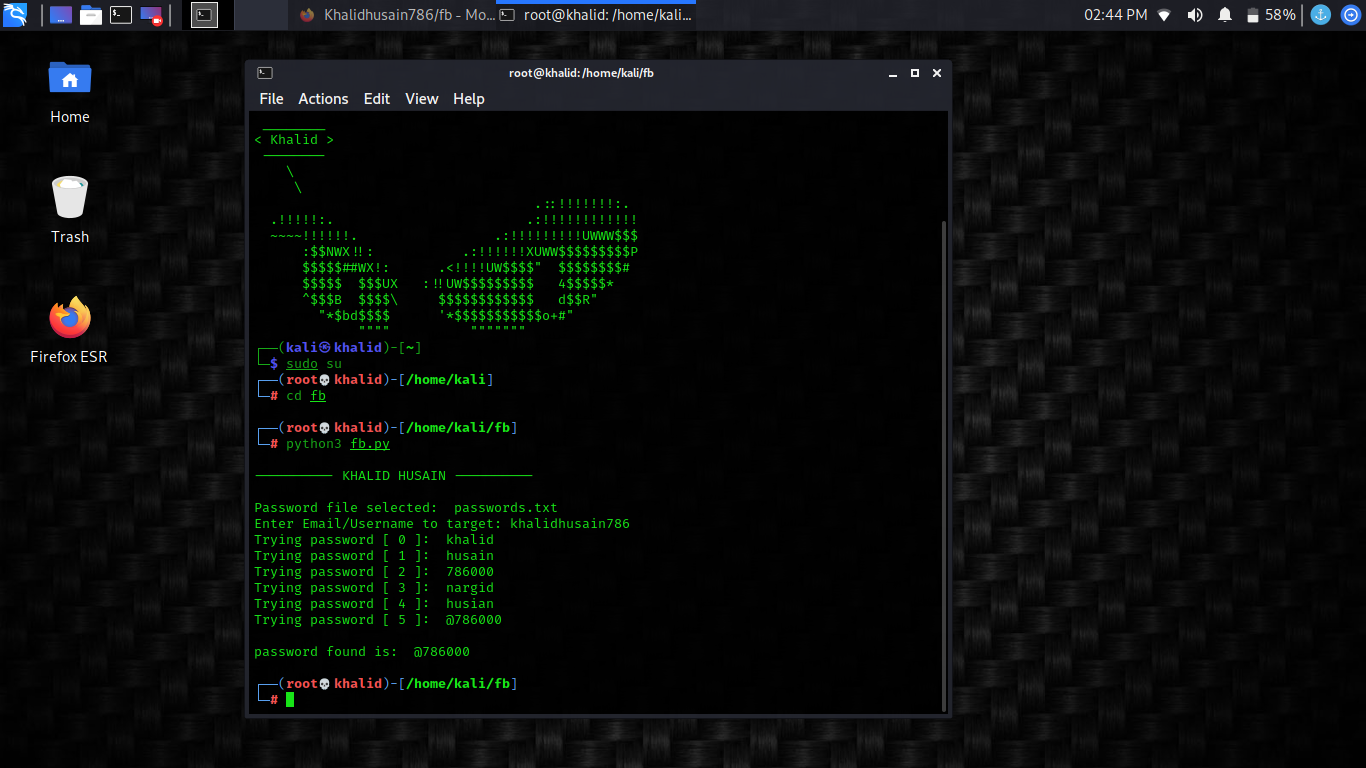 Khalidhusain786/fb - Mo...
root@khalid: /home/kali...
02:44 PM
58%
Home
Trash
Firefox ESR
root@khalid: /home/kali/fb
File Actions Edit View Help
 ________
< Khalid >
 --------
    \
     \
                                   .::!!!!!!!:.
  .!!!!!:.                        .:!!!!!!!!!!!!
  ~~~~!!!!!!.                 .:!!!!!!!!!UWWW$$$
      :$$NWX!!:           .:!!!!!!XUWW$$$$$$$$$P
      $$$$$##WX!:      .<!!!!UW$$$$"  $$$$$$$$#
      $$$$$  $$$UX   :!!UW$$$$$$$$$   4$$$$$*
      ^$$$B  $$$$\     $$$$$$$$$$$$   d$$R"
        "*$bd$$$$      '*$$$$$$$$$$$o+#"
             """"          """""""
┌──(kali㉿khalid)-[~]
└─$ sudo su
┌──(root💀khalid)-[/home/kali]
└─# cd fb
┌──(root💀khalid)-[/home/kali/fb]
└─# python3 fb.py
────────── KHALID HUSAIN ──────────
Password file selected:  passwords.txt
Enter Email/Username to target: khalidhusain786
Trying password [ 0 ]:  khalid
Trying password [ 1 ]:  husain
Trying password [ 2 ]:  786000
Trying password [ 3 ]:  nargid
Trying password [ 4 ]:  husian
Trying password [ 5 ]:  @786000
password found is:  @786000
┌──(root💀khalid)-[/home/kali/fb]
└─#